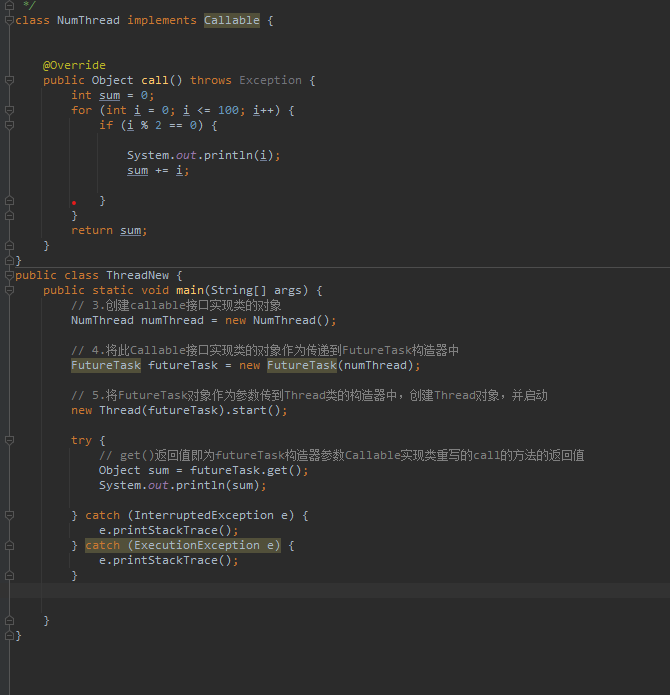 */
class NumThread implements Callable {
@Override
public Object call() throws Exception {
int sum = 0;
for (int i = 0; i <= 100; i++) {
if (i % 2 == 0) {
System.out.println(i);
sum += i;
}
}
return sum;
}
}
public class ThreadNew {
public static void main(String[] args) {
// 3.创建callable接口实现类的对象
NumThread numThread = new NumThread();
// 4.将此Callable接口实现类的对象作为传递到FutureTask构造器中
FutureTask futureTask = new FutureTask(numThread);
// 5.将FutureTask对象作为参数传到Thread类的构造器中，创建Thread对象，并启动
new Thread(futureTask).start();
try {
// get()返回值即为futureTask构造器参数Callable实现类重写的call的方法的返回值
Object sum = futureTask.get();
System.out.println(sum);
} catch (InterruptedException e) {
e.printStackTrace();
} catch (ExecutionException e) {
e.printStackTrace();
}
}
}